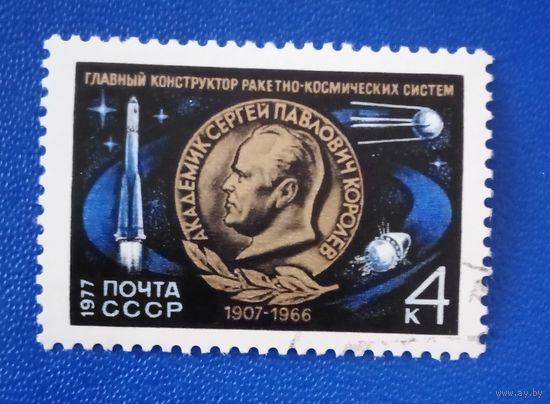 ГЛАВНЫЙ КОНСТРУКТОР РАКЕТНО-КОСМИЧЕСКИХ СИСТЕМ
АКАДЕМИК СЕРГЕЙ ПАВЛОВИЧ КОРОЛЕВ
1977
ПОЧТА
СССР
1907-1966
4
К
www.ay.by